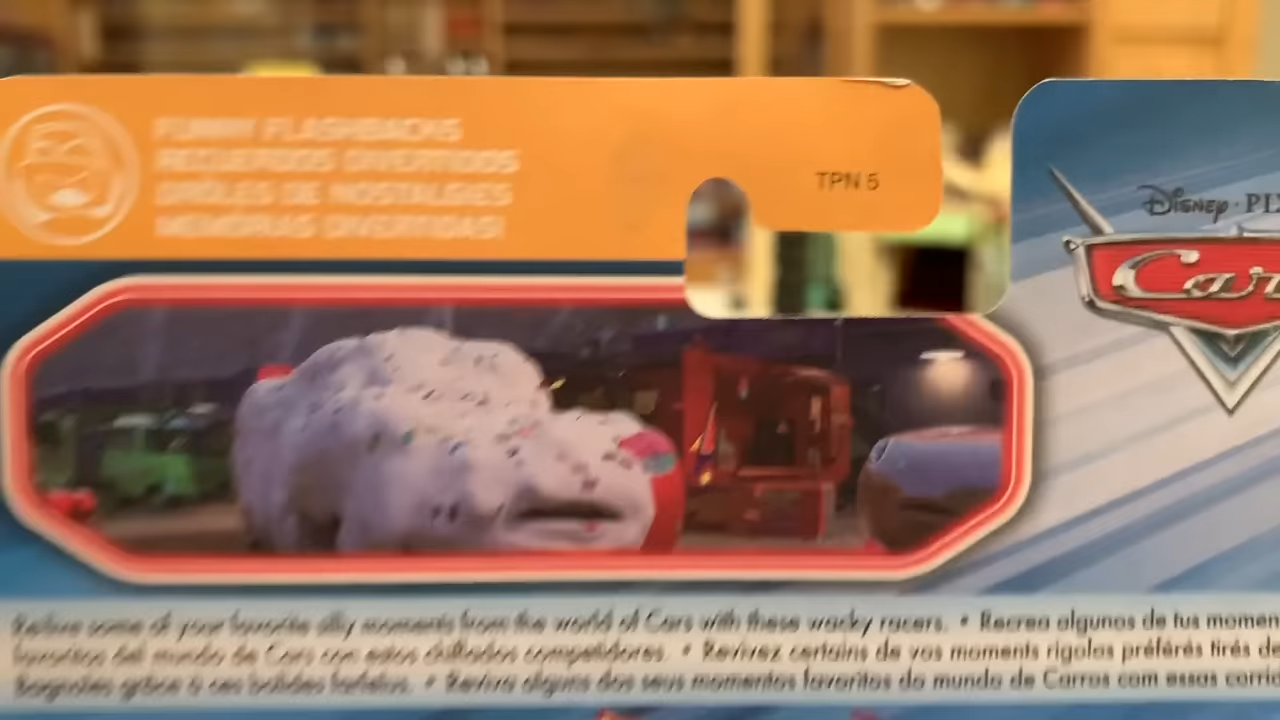 FUNNY FLASHBACKS
RECUERDOS DIVERTIDOS
DRÔLES DE NOSTALGIES
MEMÓRIAS DIVERTIDAS!
TPN 5
DISNEY · PIX
Car
Relive some of your favorite silly moments from the world of Cars with these wacky racers. • Recrea algunos de tus momen
favoritos del mundo de Cars con estos chiflados competidores. • Revivez certains de vos moments rigolos préférés tirés de
Bagnoles grâce à ces bolides farfelus. • Reviva alguns dos seus momentos favoritos do mundo de Carros com essas corrid